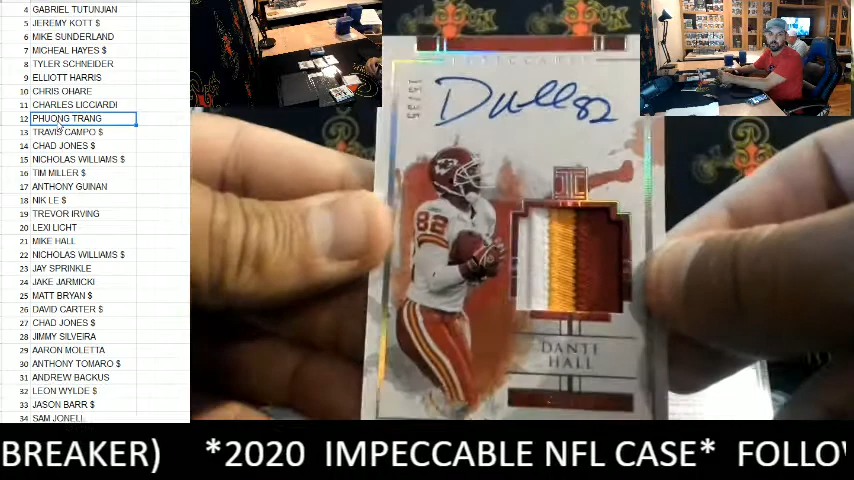 4 GABRIEL TUTUNJIAN
5 JEREMY KOTT $
6 MIKE SUNDERLAND
7 MICHEAL HAYES $
8 TYLER SCHNEIDER
9 ELLIOTT HARRIS
10 CHRIS OHARE
11 CHARLES LICCIARDI
12 PHUONG TRANG
13 TRAVIS CAMPO $
14 CHAD JONES $
15 NICHOLAS WILLIAMS $
16 TIM MILLER $
17 ANTHONY GUINAN
18 NIK LE $
19 TREVOR IRVING
20 LEXI LICHT
21 MIKE HALL
22 NICHOLAS WILLIAMS $
23 JAY SPRINKLE
24 JAKE JARMICKI
25 MATT BRYAN $
26 DAVID CARTER $
27 CHAD JONES $
28 JIMMY SILVEIRA
29 AARON MOLETTA
30 ANTHONY TOMARO $
31 ANDREW BACKUS
32 LEON WYLDE $
33 JASON BARR $
34 SAM JONELL
IMPECCABLE
82
82
DANTE
HALL
BREAKER) *2020 IMPECCABLE NFL CASE* FOLLOW